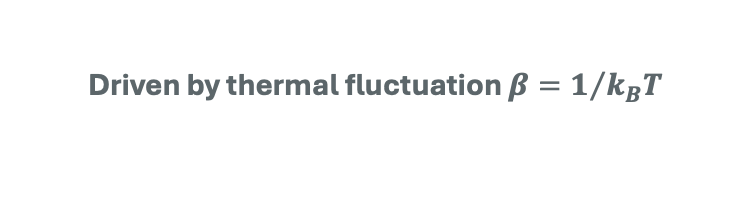 Driven by thermal fluctuation β = 1/k_BT